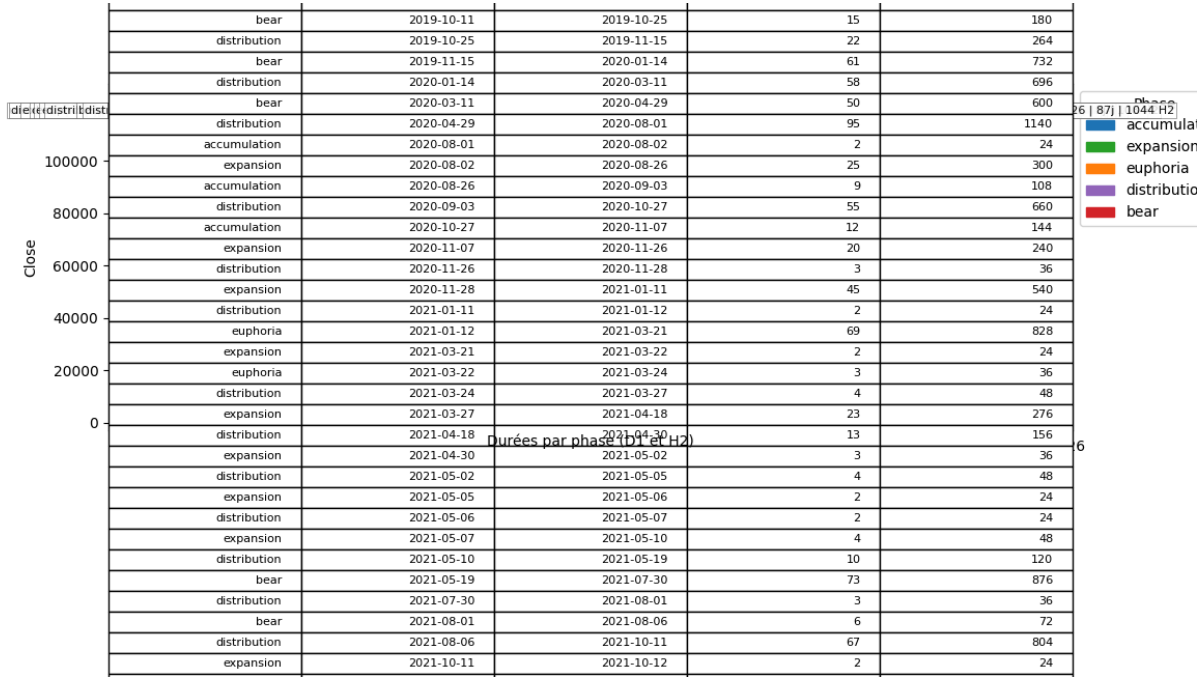 bear 2019-10-11 2019-10-25 15 180
distribution 2019-10-25 2019-11-15 22 264
bear 2019-11-15 2020-01-14 61 732
distribution 2020-01-14 2020-03-11 58 696
bear 2020-03-11 2020-04-29 50 600
26 | 87j | 1044 H2
Phase
distribution 2020-04-29 2020-08-01 95 1140
accumulation 2020-08-01 2020-08-02 2 24
expansion 2020-08-02 2020-08-26 25 300
accumulation 2020-08-26 2020-09-03 9 108
distribution 2020-09-03 2020-10-27 55 660
accumulation 2020-10-27 2020-11-07 12 144
expansion 2020-11-07 2020-11-26 20 240
distribution 2020-11-26 2020-11-28 3 36
expansion 2020-11-28 2021-01-11 45 540
distribution 2021-01-11 2021-01-12 2 24
euphoria 2021-01-12 2021-03-21 69 828
expansion 2021-03-21 2021-03-22 2 24
euphoria 2021-03-22 2021-03-24 3 36
distribution 2021-03-24 2021-03-27 4 48
expansion 2021-03-27 2021-04-18 23 276
distribution 2021-04-18 2021-04-30 13 156
Durées par phase (D1 et H2)
expansion 2021-04-30 2021-05-02 3 36
distribution 2021-05-02 2021-05-05 4 48
expansion 2021-05-05 2021-05-06 2 24
distribution 2021-05-06 2021-05-07 2 24
expansion 2021-05-07 2021-05-10 4 48
distribution 2021-05-10 2021-05-19 10 120
bear 2021-05-19 2021-07-30 73 876
distribution 2021-07-30 2021-08-01 3 36
bear 2021-08-01 2021-08-06 6 72
distribution 2021-08-06 2021-10-11 67 804
expansion 2021-10-11 2021-10-12 2 24
100000
80000
60000
40000
20000
0
Close
accumulat
expansion
euphoria
distributio
bear